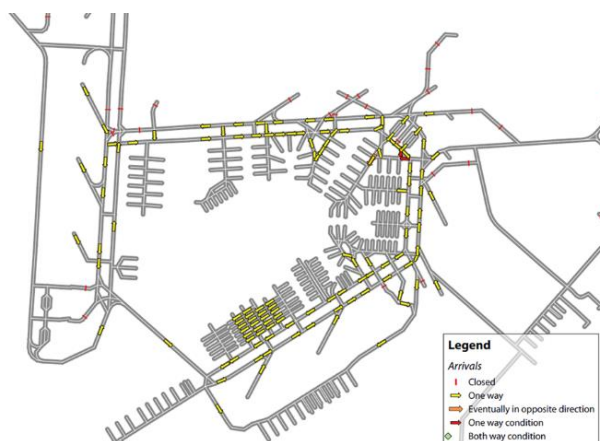 Legend
Arrivals
Closed
One way
Eventually in opposite direction
One way condition
Both way condition